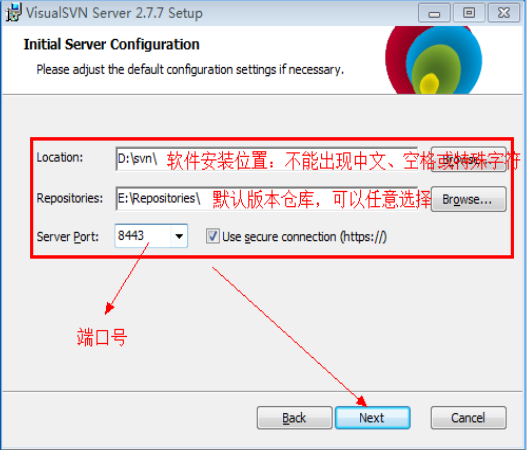 VisualSVN Server 2.7.7 Setup
Initial Server Configuration
Please adjust the default configuration settings if necessary.
Location: D:\svn\ 软件安装位置：不能出现中文、空格或特殊字符
Repositories: E:\Repositories\ 默认版本仓库，可以任意选择 Browse...
Server Port: 8443 Use secure connection (https://)
端口号
Back Next Cancel